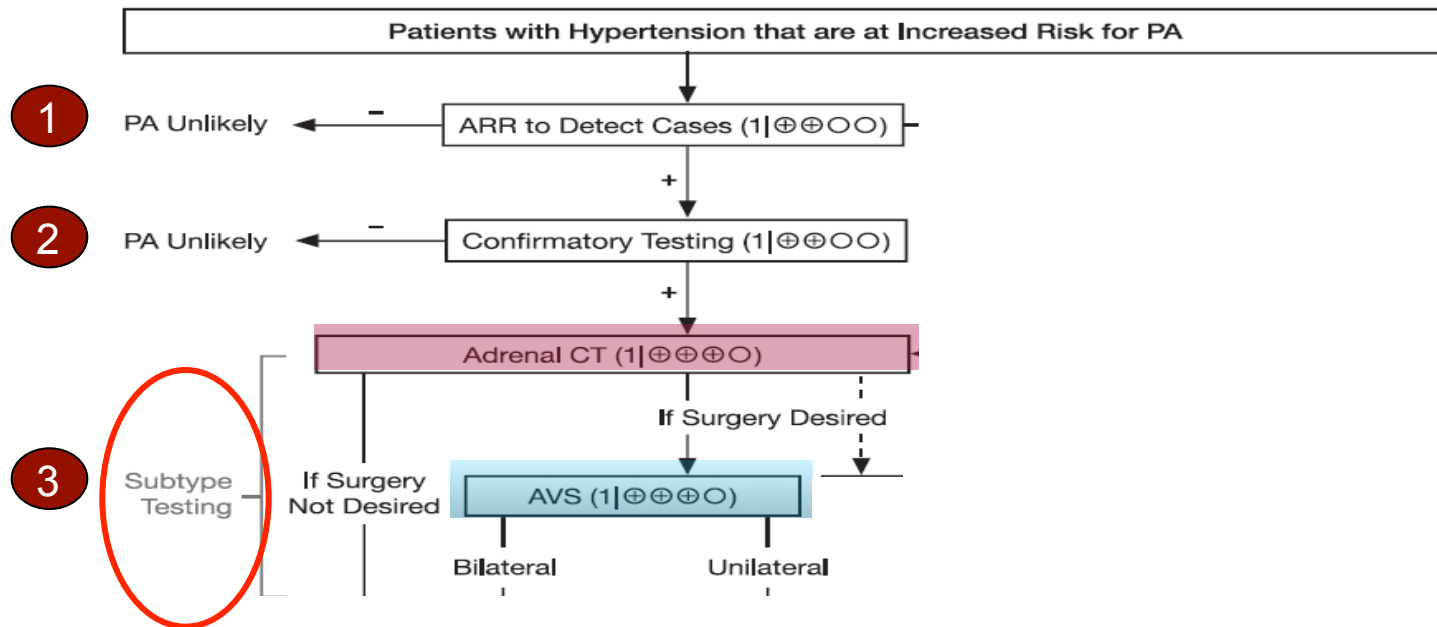 Patients with Hypertension that are at Increased Risk for PA
1
PA Unlikely
−
ARR to Detect Cases (1|⊕⊕○○)
+
2
PA Unlikely
−
Confirmatory Testing (1|⊕⊕○○)
+
Adrenal CT (1|⊕⊕⊕○)
If Surgery Desired
3
Subtype
Testing
If Surgery
Not Desired
AVS (1|⊕⊕⊕○)
Bilateral
Unilateral